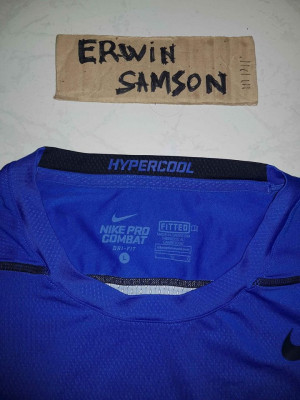 ERWIN
SAMSON
HYPERCOOL
NIKE PRO
COMBAT
DRI-FIT
L
FITTED